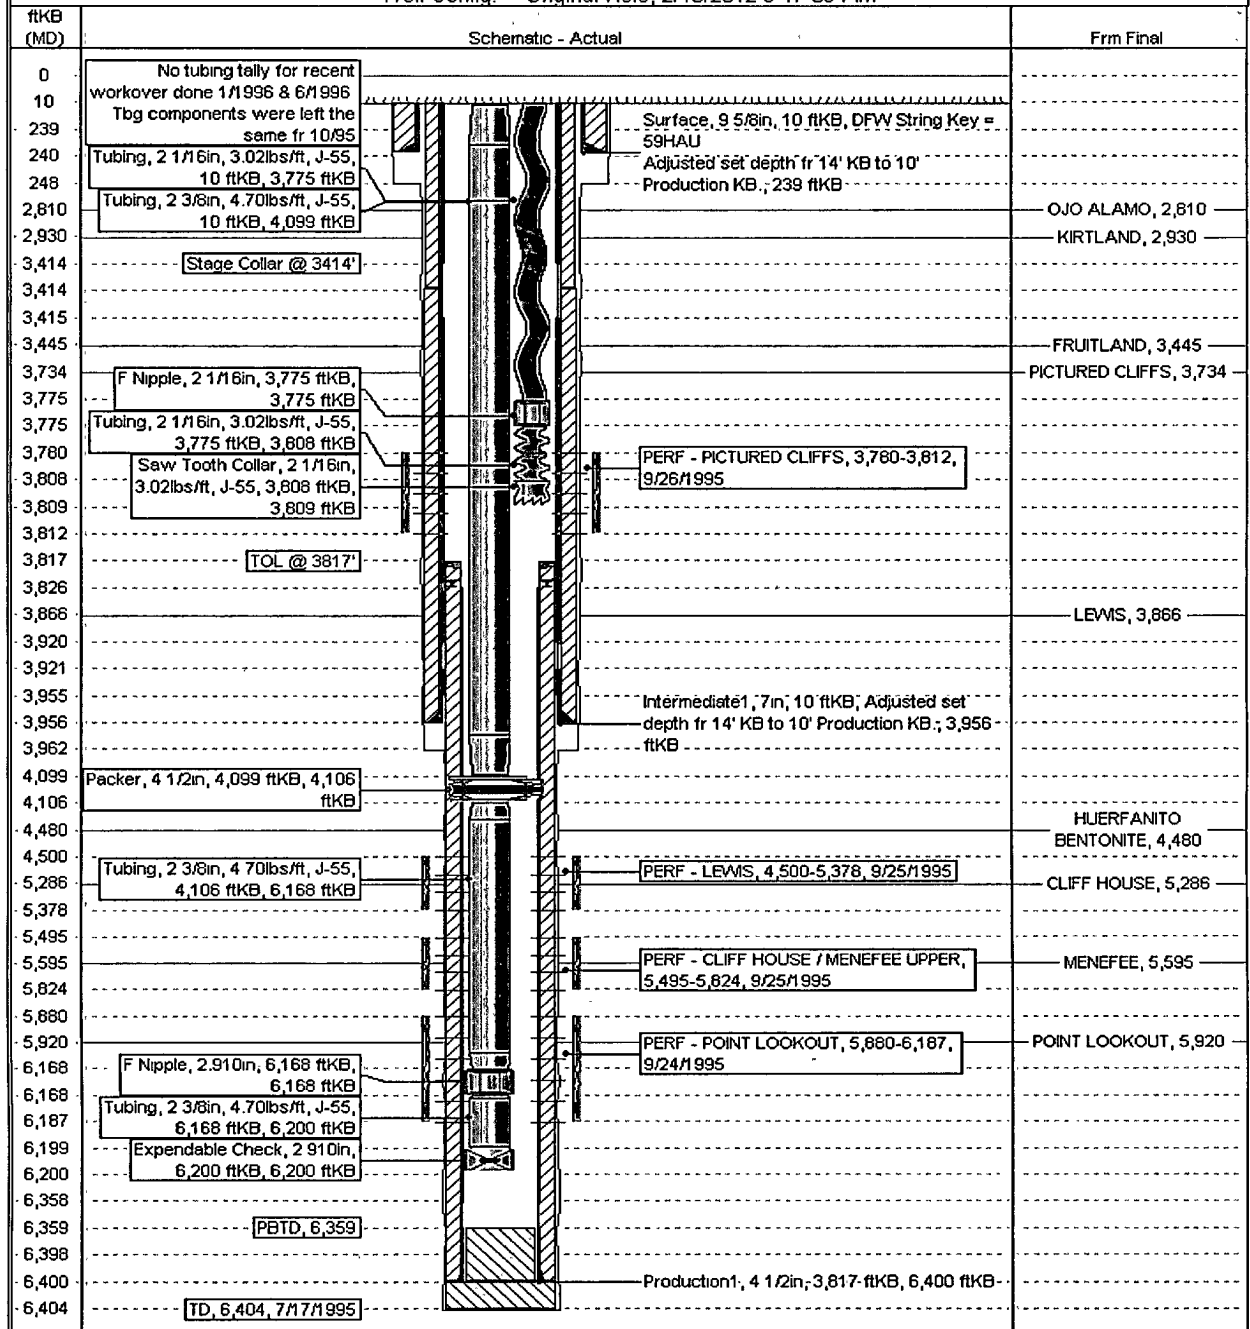 ftKB
(MD)
Schematic - Actual
Frm Final
0
10
239
240
248
2,810
2,930
3,414
3,414
3,415
3,445
3,734
3,775
3,775
3,780
3,808
3,809
3,812
3,817
3,826
3,866
3,920
3,921
3,955
3,956
3,962
4,099
4,106
4,480
4,500
5,286
5,378
5,495
5,595
5,824
5,880
5,920
6,168
6,168
6,187
6,199
6,200
6,358
6,359
6,398
6,400
6,404
No tubing tally for recent
workover done 1/1996 & 6/1996
Tbg components were left the
same fr 10/95
Tubing, 2 1/16in, 3.02lbs/ft, J-55,
10 ftKB, 3,775 ftKB
Tubing, 2 3/8in, 4.70lbs/ft, J-55,
10 ftKB, 4,099 ftKB
Stage Collar @ 3414'
F Nipple, 2 1/16in, 3,775 ftKB,
3,775 ftKB
Tubing, 2 1/16in, 3.02lbs/ft, J-55,
3,775 ftKB, 3,808 ftKB
Saw Tooth Collar, 2 1/16in,
3.02lbs/ft, J-55, 3,808 ftKB,
3,809 ftKB
TOL @ 3817'
Packer, 4 1/2in, 4,099 ftKB, 4,106
ftKB
Tubing, 2 3/8in, 4 70lbs/ft, J-55,
4,106 ftKB, 6,168 ftKB
F Nipple, 2.910in, 6,168 ftKB,
6,168 ftKB
Tubing, 2 3/8in, 4.70lbs/ft, J-55,
6,168 ftKB, 6,200 ftKB
Expendable Check, 2 910in,
6,200 ftKB, 6,200 ftKB
PBTD, 6,359
TD, 6,404, 7/17/1995
Surface, 9 5/8in, 10 ftKB, DFW String Key =
59HAU
Adjusted set depth fr 14' KB to 10'
Production KB., 239 ftKB
PERF - PICTURED CLIFFS, 3,780-3,812,
9/26/1995
Intermediate1, 7in, 10 ftKB, Adjusted set
depth fr 14' KB to 10' Production KB., 3,956
ftKB
PERF - LEWIS, 4,500-5,378, 9/25/1995
PERF - CLIFF HOUSE / MENEFEE UPPER,
5,495-5,824, 9/25/1995
PERF - POINT LOOKOUT, 5,880-6,187,
9/24/1995
Production1, 4 1/2in, 3,817 ftKB, 6,400 ftKB
OJO ALAMO, 2,810
KIRTLAND, 2,930
FRUITLAND, 3,445
PICTURED CLIFFS, 3,734
LEWIS, 3,866
HUERFANITO
BENTONITE, 4,480
CLIFF HOUSE, 5,286
MENEFEE, 5,595
POINT LOOKOUT, 5,920